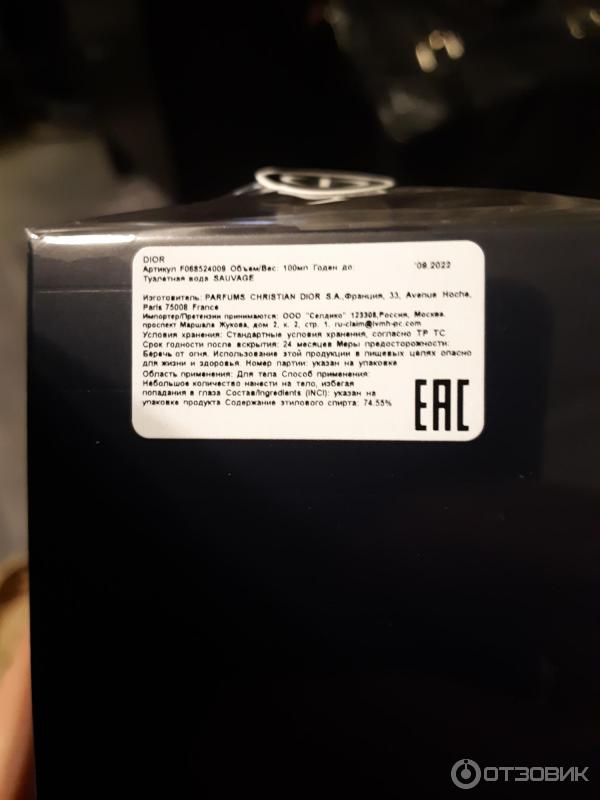 DIOR
Артикул F068524009 Объем/Вес: 100мл Годен до: '09.2022
Туалетная вода SAUVAGE
Изготовитель: PARFUMS CHRISTIAN DIOR S.A.,Франция, 33, Avenue Hoche,
Paris 75008 France
Импортер/Претензии принимаются: ООО "Селдико" 123308,Россия, Москва.
проспект Маршала Жукова, дом 2, к. 2, стр. 1. ru-claim@lvmh-pc.com
Условия хранения: Стандартные условия хранения, согласно ТР ТС
Срок годности после вскрытия: 24 месяцев Меры предосторожности:
Беречь от огня. Использование этой продукции в пищевых целях опасно
для жизни и здоровья. Номер партии: указан на упаковке
Область применения: Для тела Способ применения:
Небольшое количество нанести на тело, избегая
попадания в глаза Состав/Ingredients (INCI): указан на
упаковке продукта Содержание этилового спирта: 74.55%
EAC
ОТЗОВИК